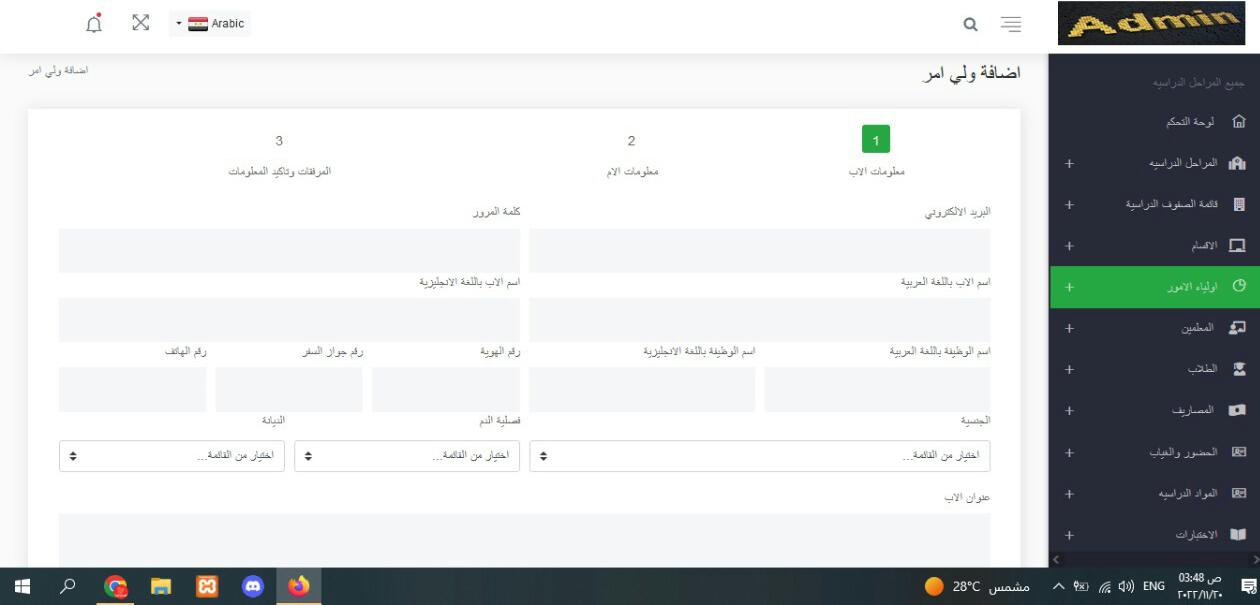 Arabic
Admin
اضافة ولي امر
اضافة ولي امر
جميع المراحل الدراسيه
لوحة التحكم
المراحل الدراسيه
قائمة الصفوف الدراسية
الاقسام
اولياء الامور
المعلمين
الطلاب
المصاريف
الحضور والغياب
المواد الدراسيه
الاختبارات
1
2
3
معلومات الاب
معلومات الام
المرفقات وتاكيد المعلومات
البريد الالكتروني
كلمة المرور
اسم الاب باللغة العربية
اسم الاب باللغة الانجليزية
اسم الوظيفة باللغة العربية
اسم الوظيفة باللغة الانجليزية
رقم الهوية
رقم جواز السفر
رقم الهاتف
الجنسية
فصلية الدم
الديانة
اختيار من القائمة...
اختيار من القائمة...
اختيار من القائمة...
عنوان الاب
28°C مشمس
ENG
03:48 ص
٢٠٢٢/١١/٢٠